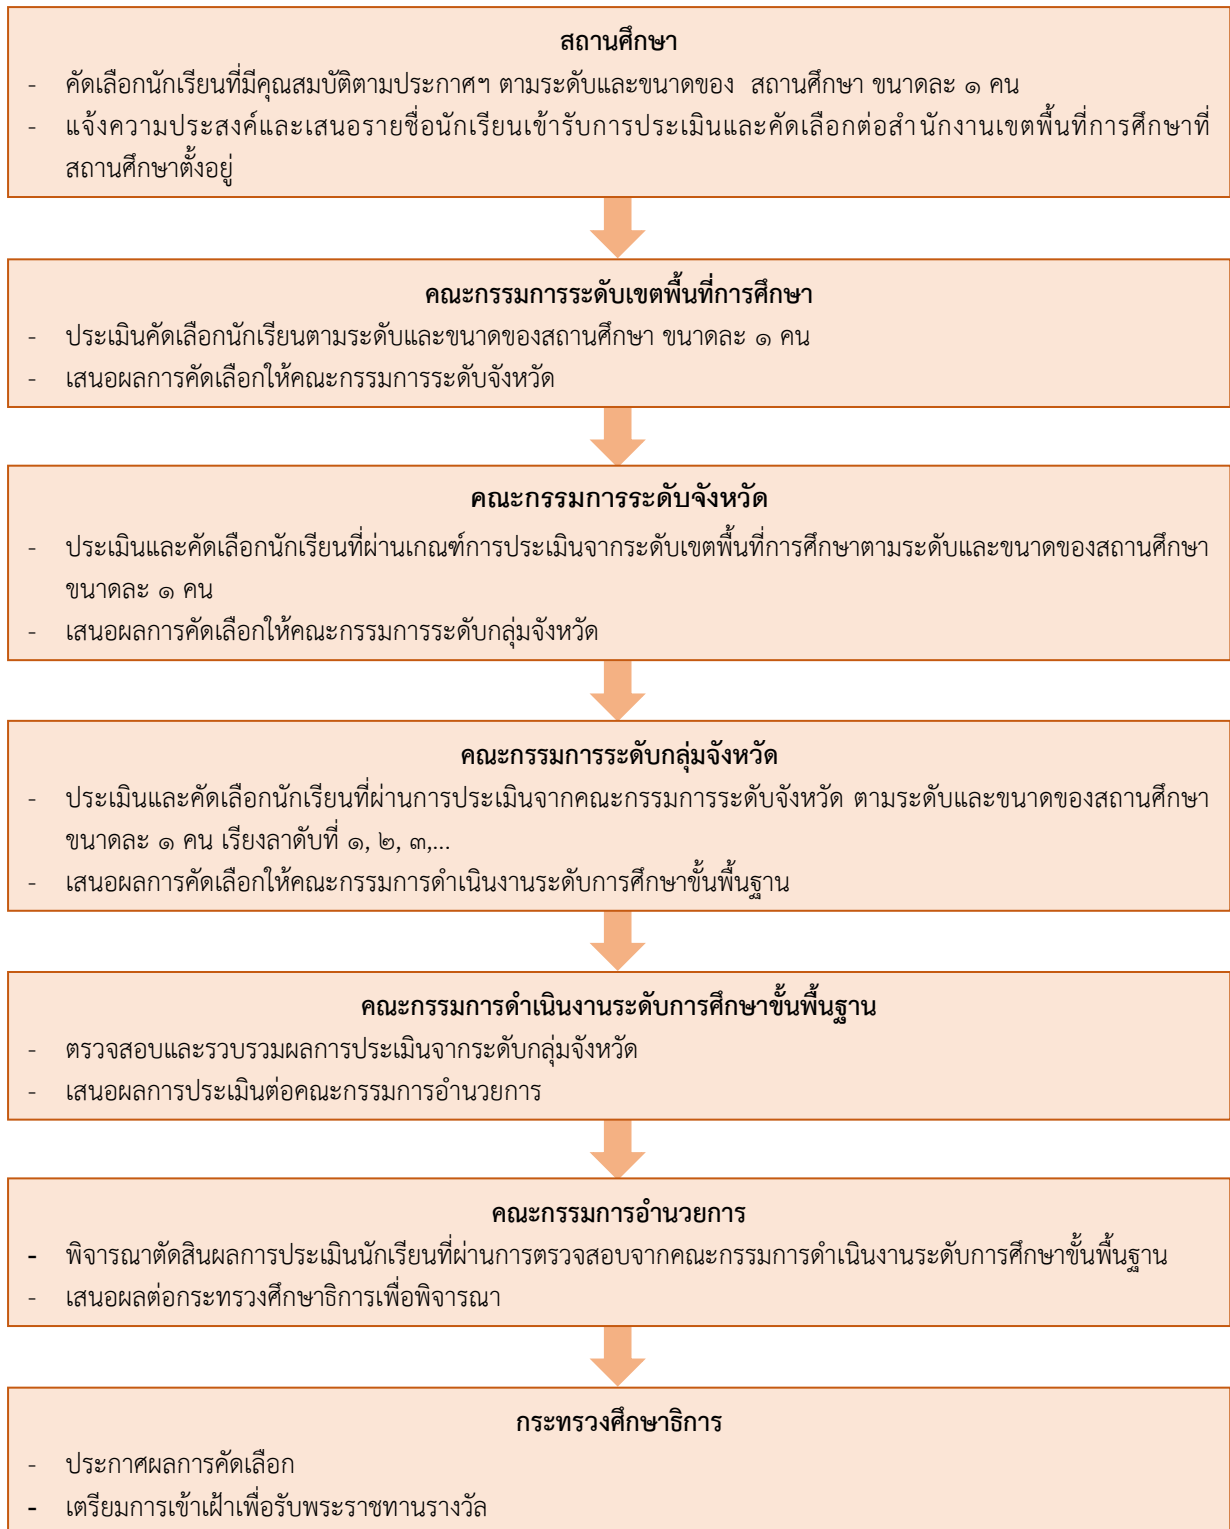 สถานศึกษา
- คัดเลือกนักเรียนที่มีคุณสมบัติตามประกาศฯ ตามระดับและขนาดของ สถานศึกษา ขนาดละ ๑ คน
- แจ้งความประสงค์และเสนอรายชื่อนักเรียนเข้ารับการประเมินและคัดเลือกต่อสำนักงานเขตพื้นที่การศึกษาที่
สถานศึกษาตั้งอยู่
คณะกรรมการระดับเขตพื้นที่การศึกษา
- ประเมินคัดเลือกนักเรียนตามระดับและขนาดของสถานศึกษา ขนาดละ ๑ คน
- เสนอผลการคัดเลือกให้คณะกรรมการระดับจังหวัด
คณะกรรมการระดับจังหวัด
- ประเมินและคัดเลือกนักเรียนที่ผ่านเกณฑ์การประเมินจากระดับเขตพื้นที่การศึกษาตามระดับและขนาดของสถานศึกษา
ขนาดละ ๑ คน
- เสนอผลการคัดเลือกให้คณะกรรมการระดับกลุ่มจังหวัด
คณะกรรมการระดับกลุ่มจังหวัด
- ประเมินและคัดเลือกนักเรียนที่ผ่านการประเมินจากคณะกรรมการระดับจังหวัด ตามระดับและขนาดของสถานศึกษา
ขนาดละ ๑ คน เรียงลาดับที่ ๑, ๒, ๓,...
- เสนอผลการคัดเลือกให้คณะกรรมการดำเนินงานระดับการศึกษาขั้นพื้นฐาน
คณะกรรมการดำเนินงานระดับการศึกษาขั้นพื้นฐาน
- ตรวจสอบและรวบรวมผลการประเมินจากระดับกลุ่มจังหวัด
- เสนอผลการประเมินต่อคณะกรรมการอำนวยการ
คณะกรรมการอำนวยการ
- พิจารณาตัดสินผลการประเมินนักเรียนที่ผ่านการตรวจสอบจากคณะกรรมการดำเนินงานระดับการศึกษาขั้นพื้นฐาน
- เสนอผลต่อกระทรวงศึกษาธิการเพื่อพิจารณา
กระทรวงศึกษาธิการ
- ประกาศผลการคัดเลือก
- เตรียมการเข้าเฝ้าเพื่อรับพระราชทานรางวัล